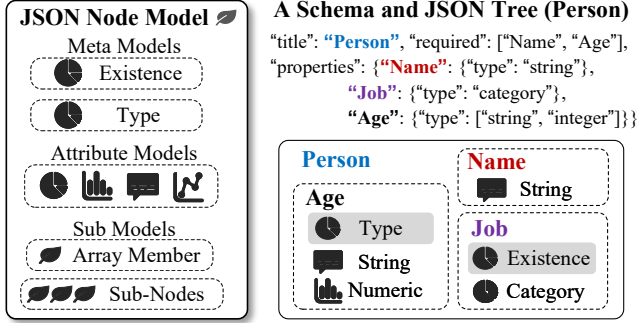 JSON Node Model
Meta Models
Existence
Type
Attribute Models
Sub Models
Array Member
Sub-Nodes
A Schema and JSON Tree (Person)
“title”: “Person”, “required”: [“Name”, “Age”],
“properties”: {“Name”: {“type”: “string”},
“Job”: {“type”: “category”},
“Age”: {“type”: [“string”, “integer”]}}
Person
Age
Type
String
Numeric
Name
String
Job
Existence
Category